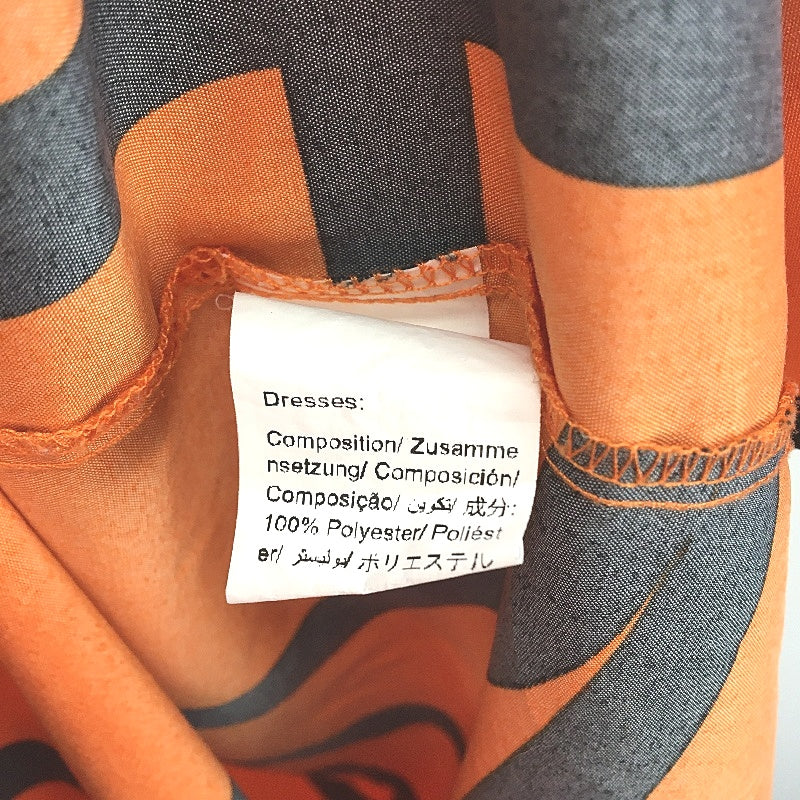 Dresses:
Composition/ Zusamme
nsetzung/ Composición/
Composição/ تكوين/ 成分:
100% Polyester/ Poliést
er/ بوليستر/ ポリエステル